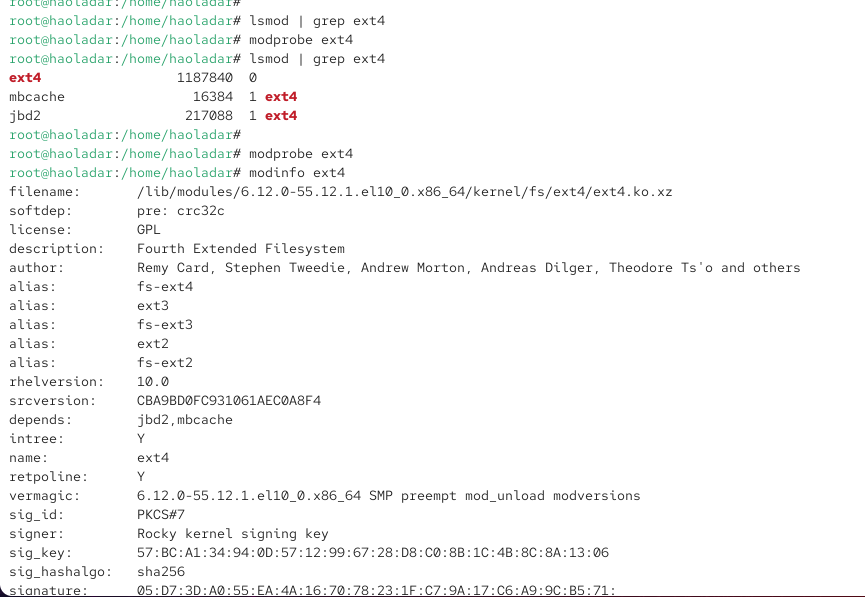 root@haoladar:/home/haoladar#
root@haoladar:/home/haoladar# lsmod | grep ext4
root@haoladar:/home/haoladar# modprobe ext4
root@haoladar:/home/haoladar# lsmod | grep ext4
ext4                 1187840  0
mbcache                16384  1 ext4
jbd2                  217088  1 ext4
root@haoladar:/home/haoladar#
root@haoladar:/home/haoladar# modprobe ext4
root@haoladar:/home/haoladar# modinfo ext4
filename:       /lib/modules/6.12.0-55.12.1.el10_0.x86_64/kernel/fs/ext4/ext4.ko.xz
softdep:        pre: crc32c
license:        GPL
description:    Fourth Extended Filesystem
author:         Remy Card, Stephen Tweedie, Andrew Morton, Andreas Dilger, Theodore Ts'o and others
alias:          fs-ext4
alias:          ext3
alias:          fs-ext3
alias:          ext2
alias:          fs-ext2
rhelversion:    10.0
srcversion:     CBA9BD0FC931061AEC0A8F4
depends:        jbd2,mbcache
intree:         Y
name:           ext4
retpoline:      Y
vermagic:       6.12.0-55.12.1.el10_0.x86_64 SMP preempt mod_unload modversions
sig_id:         PKCS#7
signer:         Rocky kernel signing key
sig_key:        57:BC:A1:34:94:0D:57:12:99:67:28:D8:C0:8B:1C:4B:8C:8A:13:06
sig_hashalgo:   sha256
signature:      05:D7:3D:A0:55:EA:4A:16:70:78:23:1F:C7:9A:17:C6:A9:9C:B5:71: